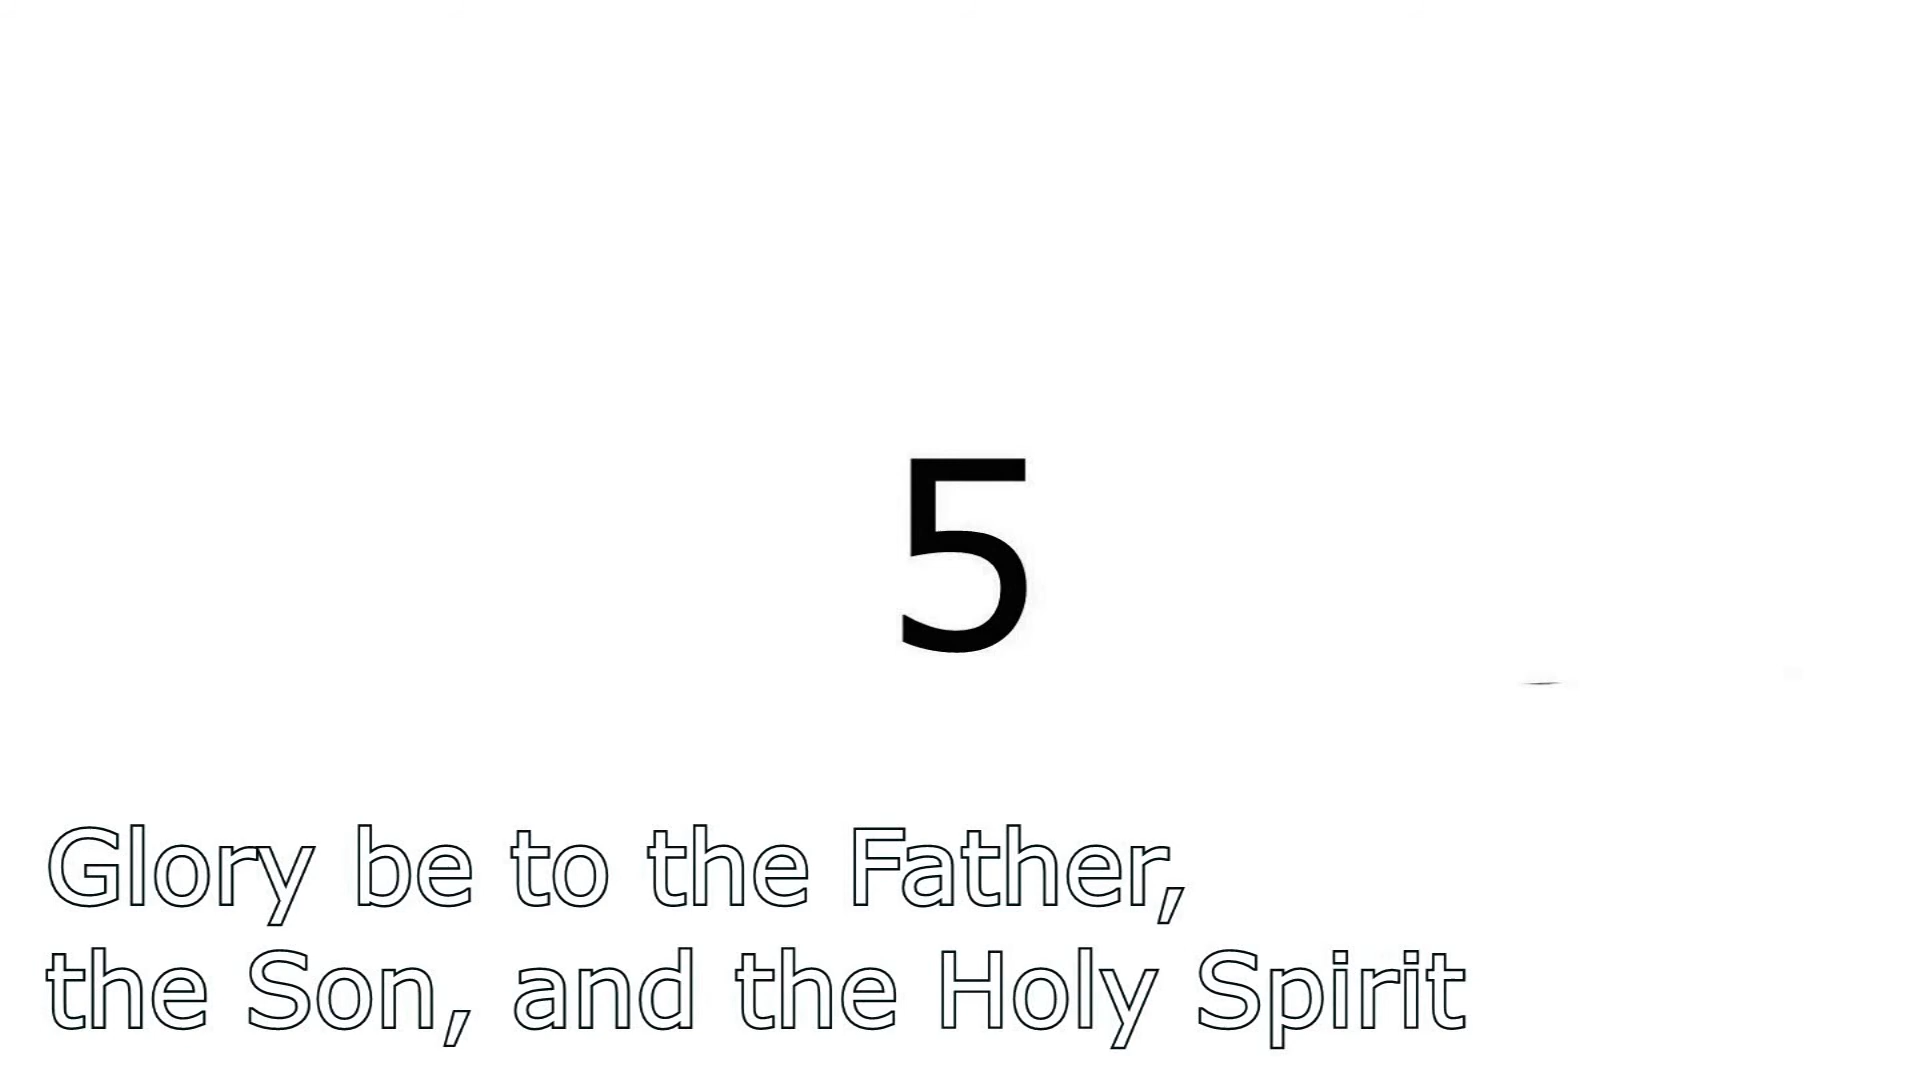 5
Glory be to the Father,
the Son, and the Holy Spirit